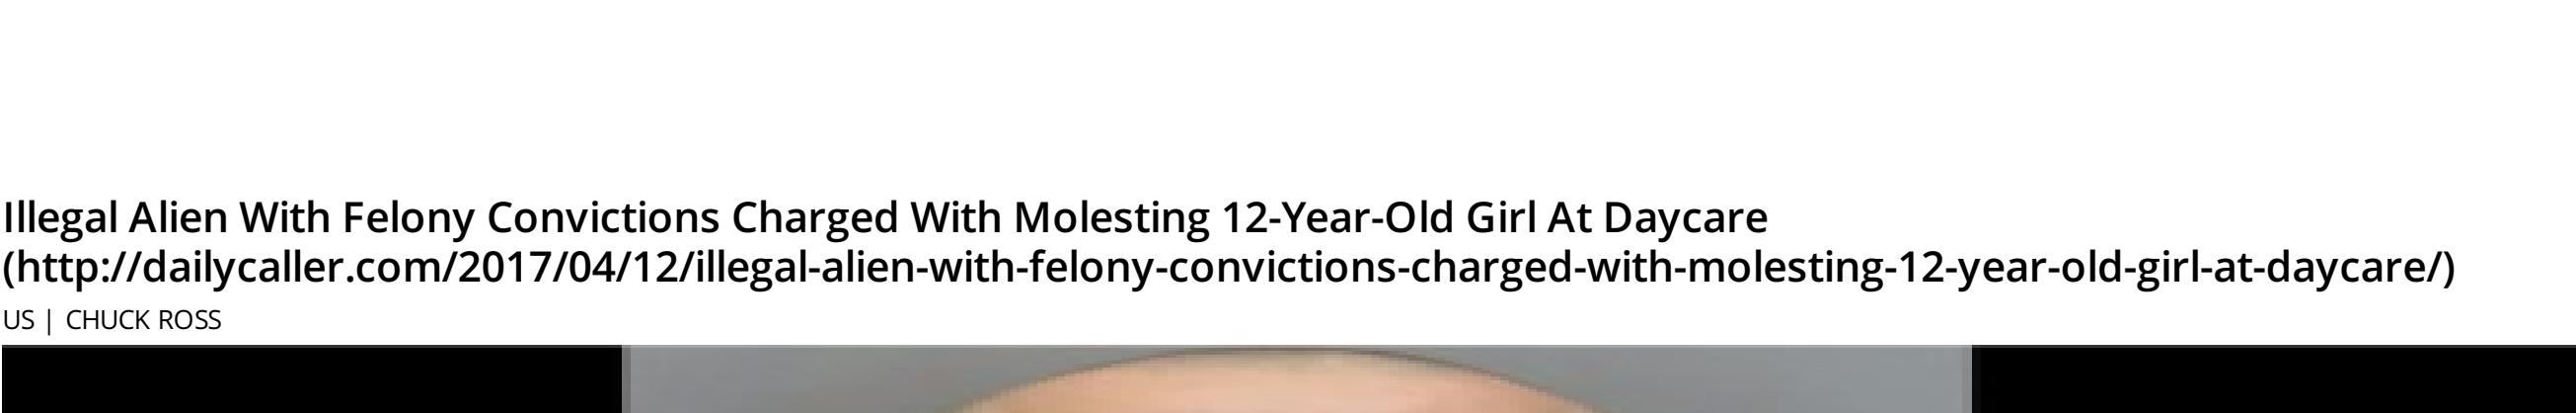 Illegal Alien With Felony Convictions Charged With Molesting 12-Year-Old Girl At Daycare
(http://dailycaller.com/2017/04/12/illegal-alien-with-felony-convictions-charged-with-molesting-12-year-old-girl-at-daycare/)
US | CHUCK ROSS